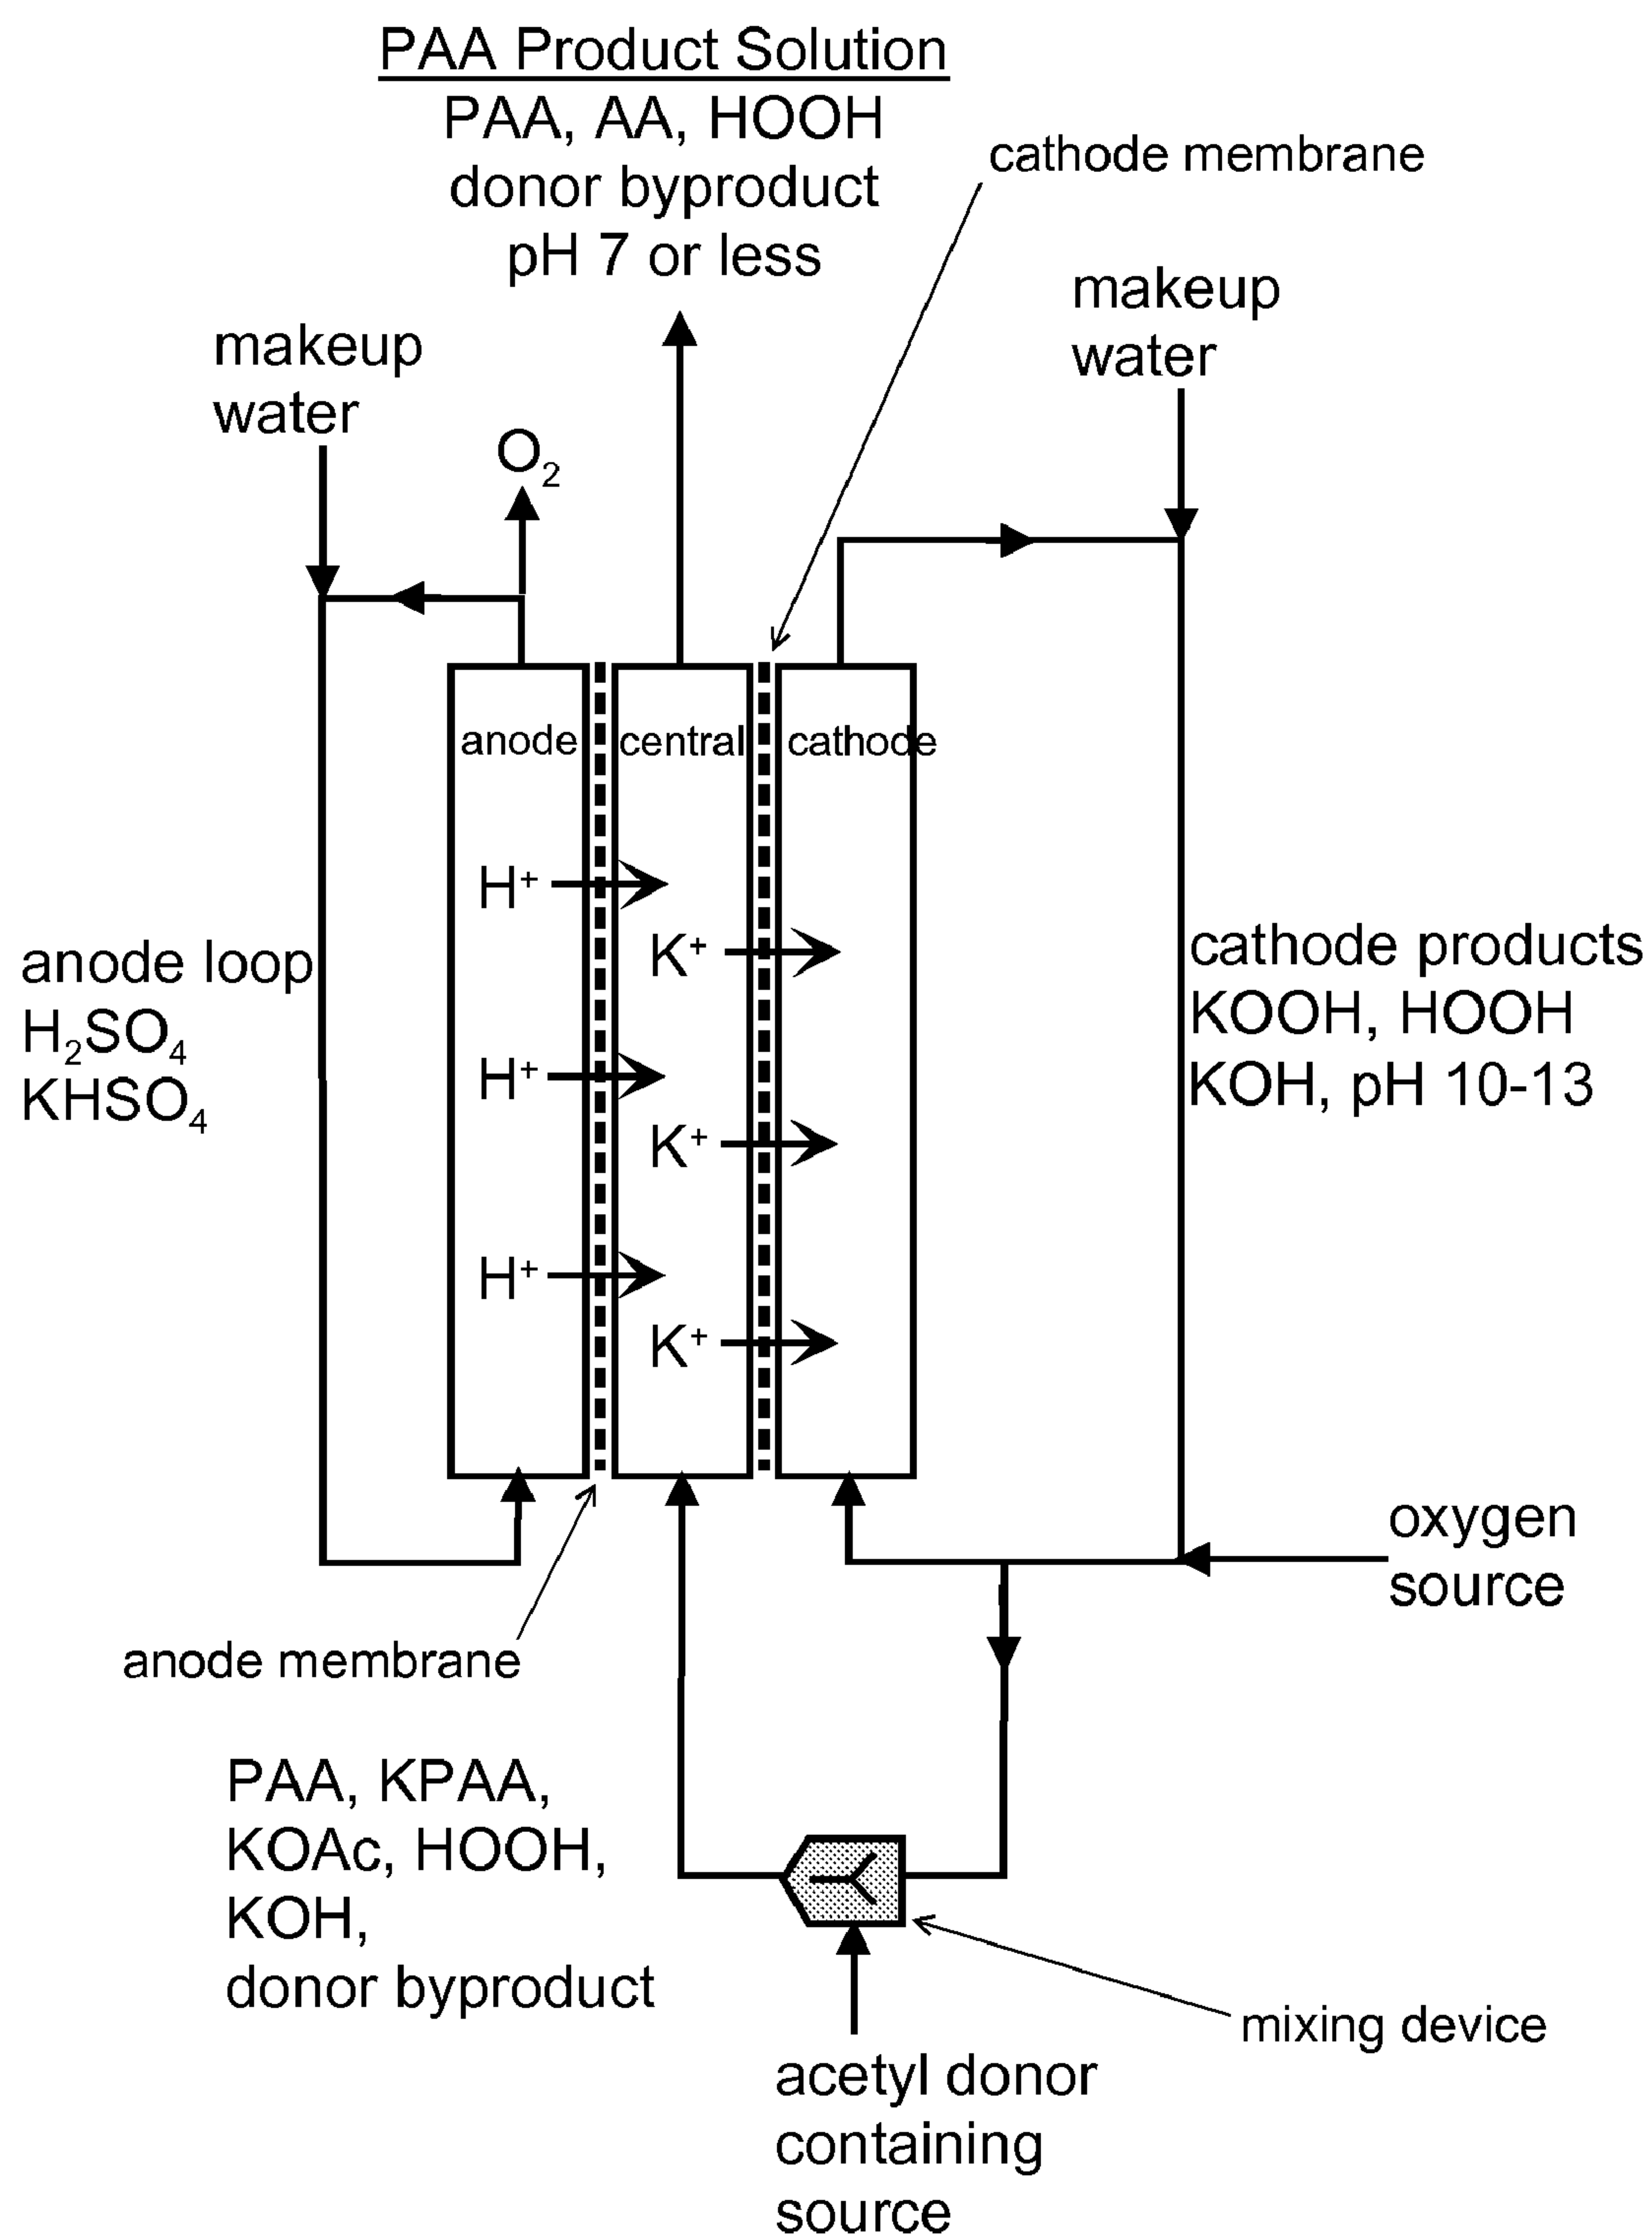 PAA Product Solution
PAA, AA, HOOH
donor byproduct
pH 7 or less
cathode membrane
makeup
water
makeup
water
O₂
anode
central
cathode
H⁺
K⁺
H⁺
K⁺
H⁺
K⁺
anode loop
H₂SO₄
KHSO₄
cathode products
KOOH, HOOH
KOH, pH 10-13
oxygen
source
anode membrane
PAA, KPAA,
KOAc, HOOH,
KOH,
donor byproduct
mixing device
acetyl donor
containing
source